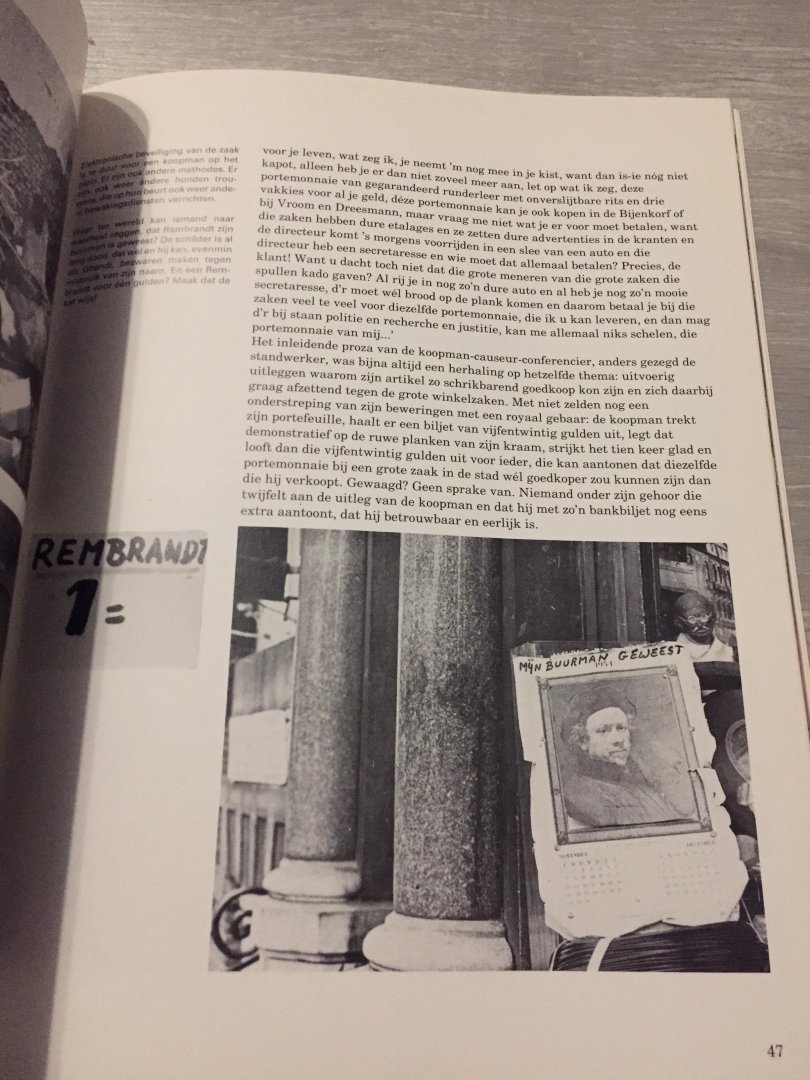 Elektronische beveiliging van de zaak
is te duur voor een koopman op het
plein. Er zijn ook andere methodes. Er
zijn ook weer andere honden trou-
wens, die op hun beurt ook weer ande-
re bewakingsdiensten verrichten.
Waar ter wereld kan iemand naar
waarheid zeggen, dat Rembrandt zijn
buurman is geweest? De schilder is al
lang dood, dat wel en hij kan, evenmin
als Ghandi, bezwaren maken tegen
misbruik van zijn naam. En een Rem-
brandt voor één gulden? Maak dat de
kat wijs!
voor je leven, wat zeg ik, je neemt 'm nog mee in je kist, want dan is-ie nóg niet
kapot, alleen heb je er dan niet zoveel meer aan, let op wat ik zeg, deze
portemonnaie van gegarandeerd runderleer met onverslijtbare rits en drie
vakkies voor al je geld, déze portemonnaie kan je ook kopen in de Bijenkorf of
bij Vroom en Dreesmann, maar vraag me niet wat je er voor moet betalen, want
die zaken hebben dure etalages en ze zetten dure advertenties in de kranten en
de directeur komt 's morgens voorrijden in een slee van een auto en die
directeur heb een secretaresse en wie moet dat allemaal betalen? Precies, de
klant! Want u dacht toch niet dat die grote meneren van die grote zaken die
spullen kado gaven? Al rij je in nog zo'n dure auto en al heb je nog zo'n mooie
secretaresse, d'r moet wél brood op de plank komen en daarom betaal je bij die
zaken veel te veel voor diezelfde portemonnaie, die ik u kan leveren, en dan mag
d'r bij staan politie en recherche en justitie, kan me allemaal niks schelen, die
portemonnaie van mij...'
Het inleidende proza van de koopman-causeur-conferencier, anders gezegd de
standwerker, was bijna altijd een herhaling op hetzelfde thema: uitvoerig
uitleggen waarom zijn artikel zo schrikbarend goedkoop kon zijn en zich daarbij
graag afzettend tegen de grote winkelzaken. Met niet zelden nog een
onderstreping van zijn beweringen met een royaal gebaar: de koopman trekt
zijn portefeuille, haalt er een biljet van vijfentwintig gulden uit, legt dat
demonstratief op de ruwe planken van zijn kraam, strijkt het tien keer glad en
looft dan die vijfentwintig gulden uit voor ieder, die kan aantonen dat diezelfde
portemonnaie bij een grote zaak in de stad wél goedkoper zou kunnen zijn dan
die hij verkoopt. Gewaagd? Geen sprake van. Niemand onder zijn gehoor die
twijfelt aan de uitleg van de koopman en dat hij met zo'n bankbiljet nog eens
extra aantoont, dat hij betrouwbaar en eerlijk is.
REMBRANDT
1=
MŸN BUURMAN GEWEEST
NOVEMBER
DECEMBER
47